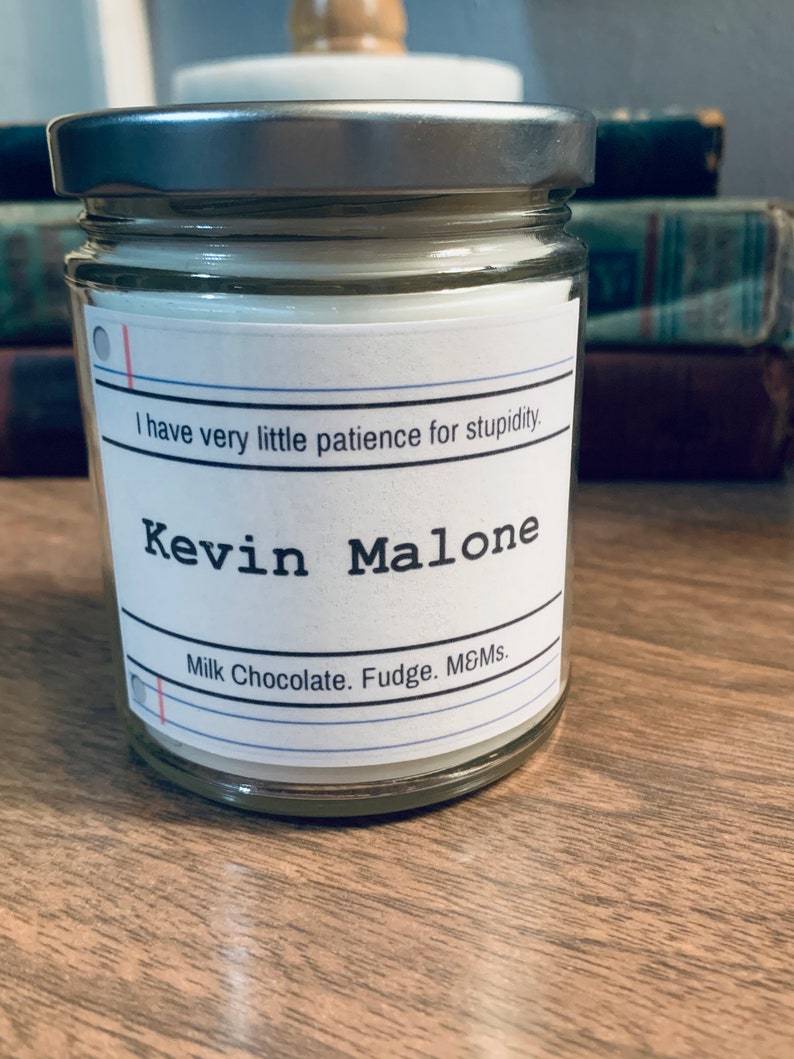 I have very little patience for stupidity.
Kevin Malone
Milk Chocolate. Fudge. M&Ms.